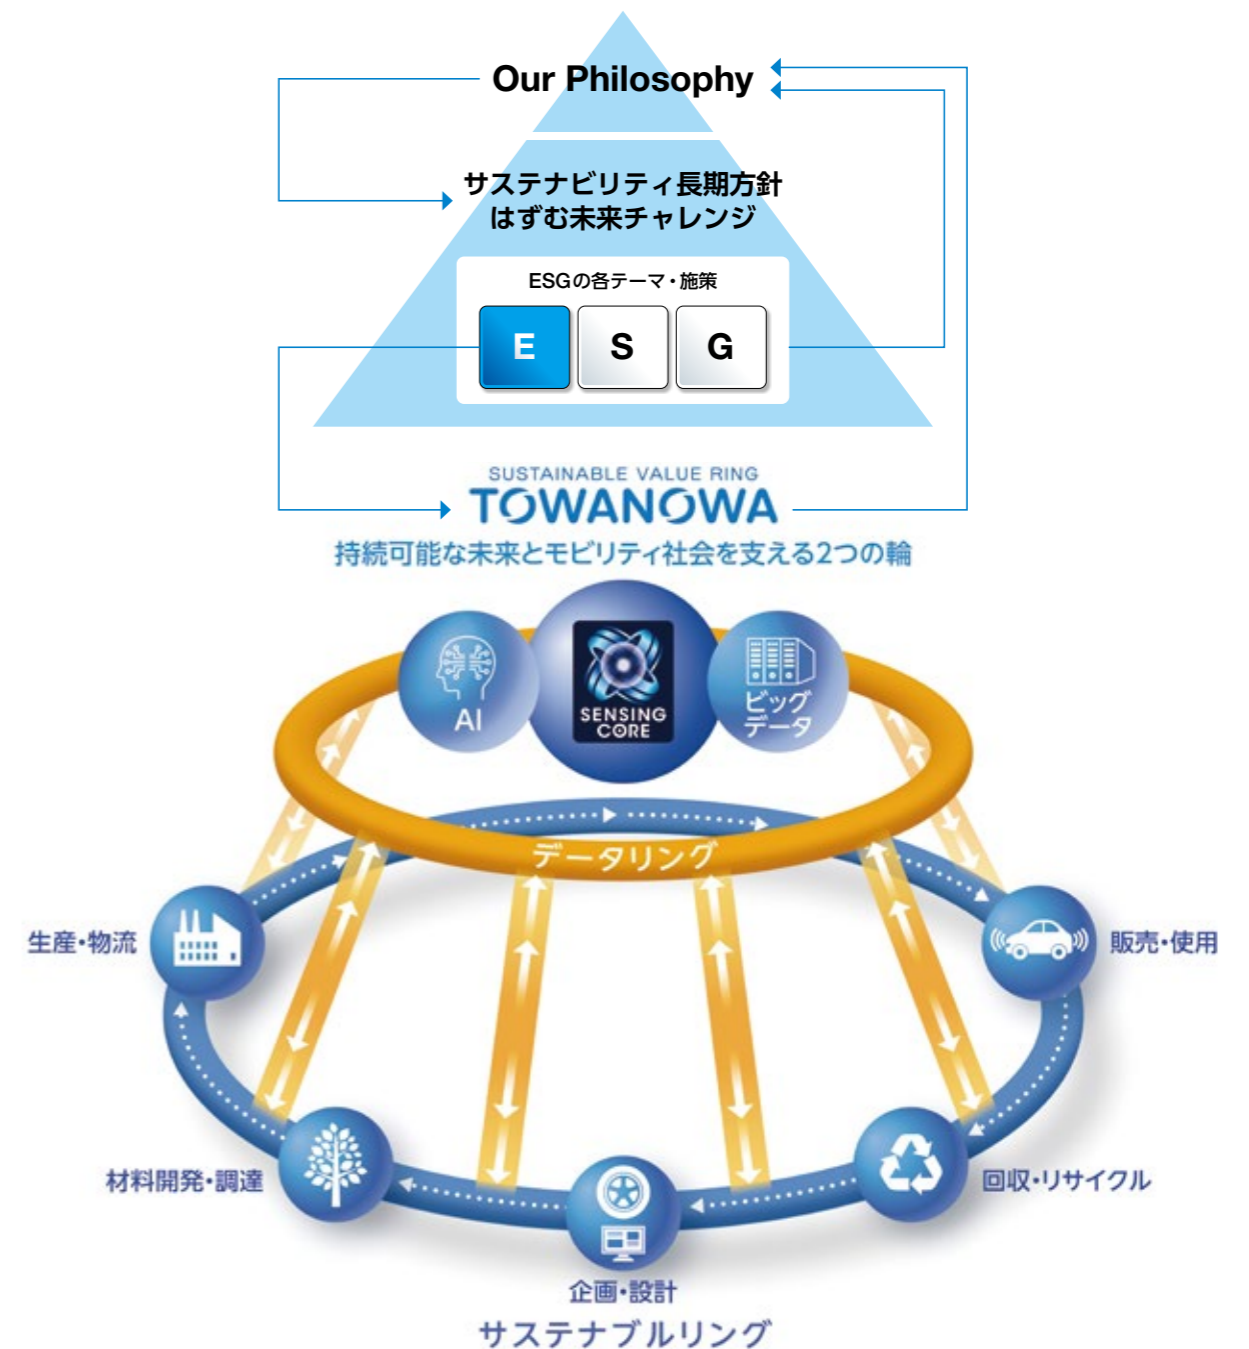 Our Philosophy
サステナビリティ長期方針
はずむ未来チャレンジ
ESGの各テーマ・施策
E S G
SUSTAINABLE VALUE RING
TOWANOWA
持続可能な未来とモビリティ社会を支える2つの輪
AI
SENSING
CORE
ビッグ
データ
データリング
生産・物流
販売・使用
材料開発・調達
回収・リサイクル
企画・設計
サステナブルリング